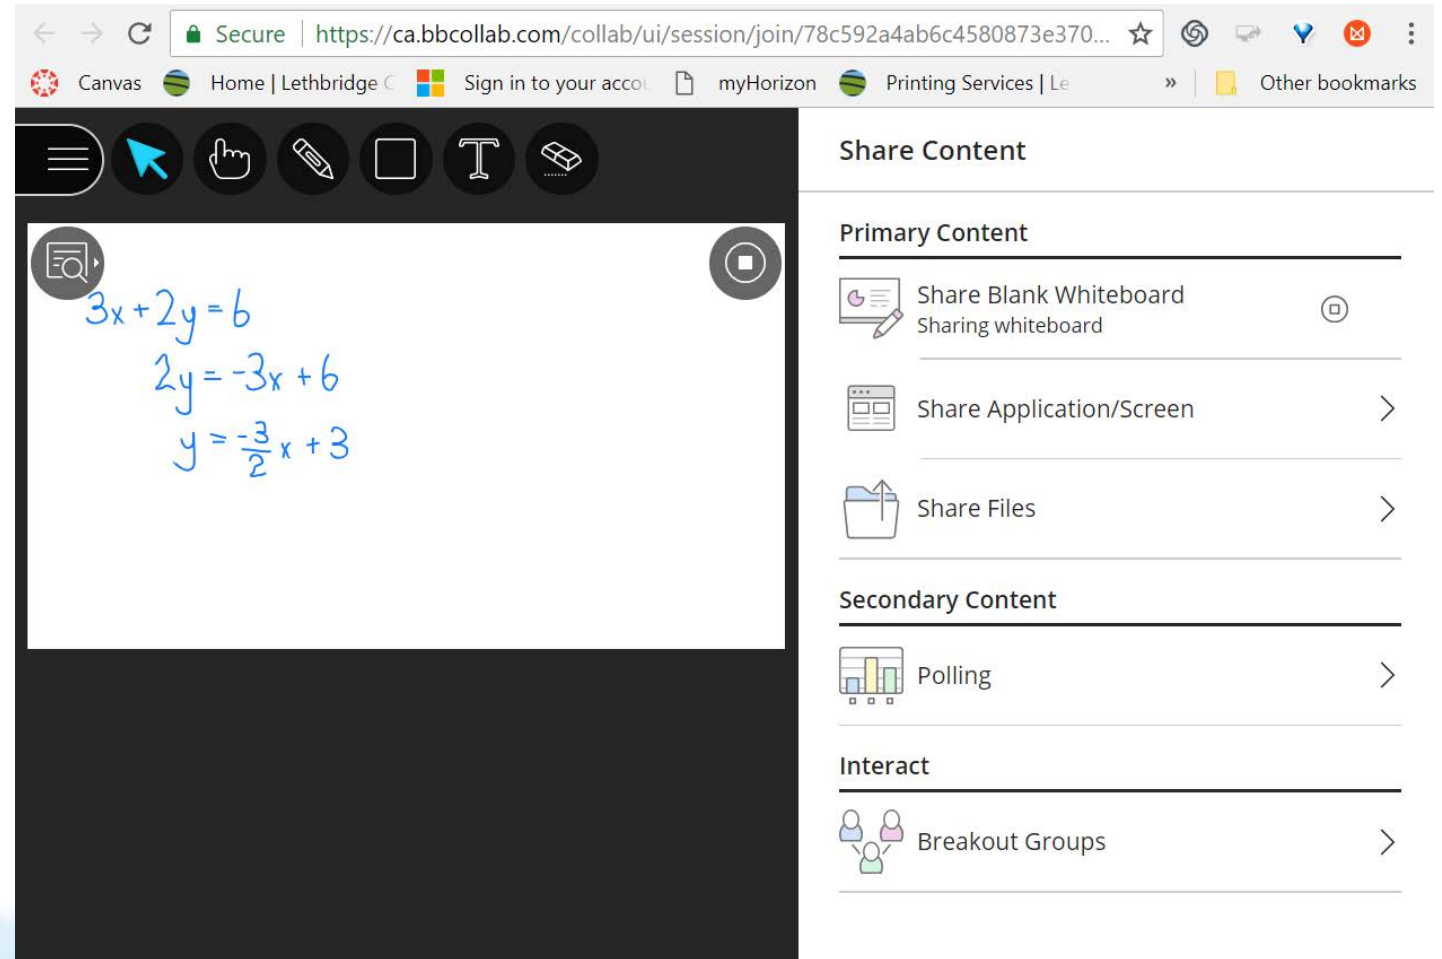 Secure https://ca.bbcollab.com/collab/ui/session/join/78c592a4ab6c4580873e370...
Canvas Home | Lethbridge C Sign in to your accou myHorizon Printing Services | Le » Other bookmarks
T
3x+2y=6
2y=-3x+6
y=-3/2x+3
Share Content
Primary Content
Share Blank Whiteboard
Sharing whiteboard
Share Application/Screen
Share Files
Secondary Content
Polling
Interact
Breakout Groups